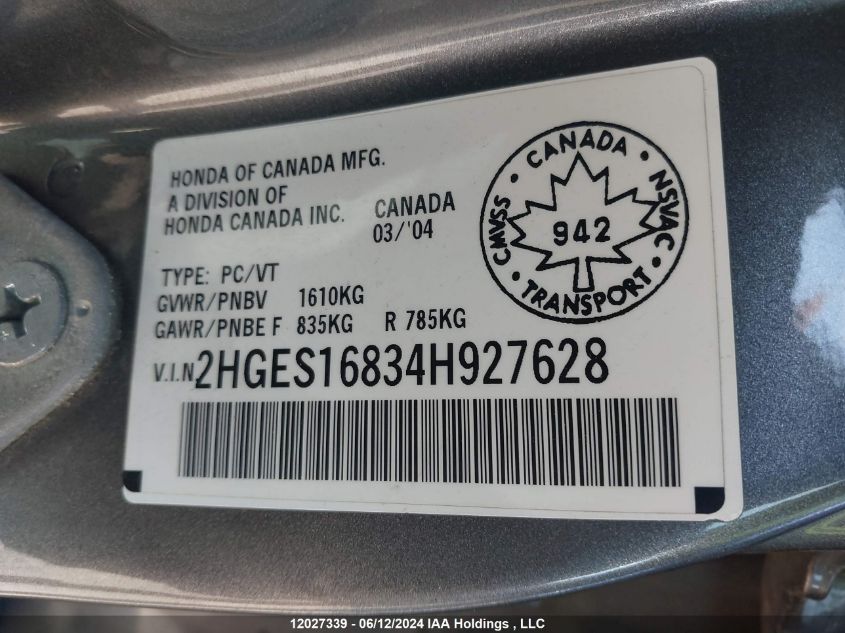 HONDA OF CANADA MFG.
A DIVISION OF
HONDA CANADA INC.
CANADA
03/'04
TYPE: PC/VT
GVWR/PNBV 1610KG
GAWR/PNBE F 835KG R 785KG
V.I.N 2HGES16834H927628
CMVSS • CANADA • NSVAC • TRANSPORT •
942
12027339 - 06/12/2024 IAA Holdings , LLC